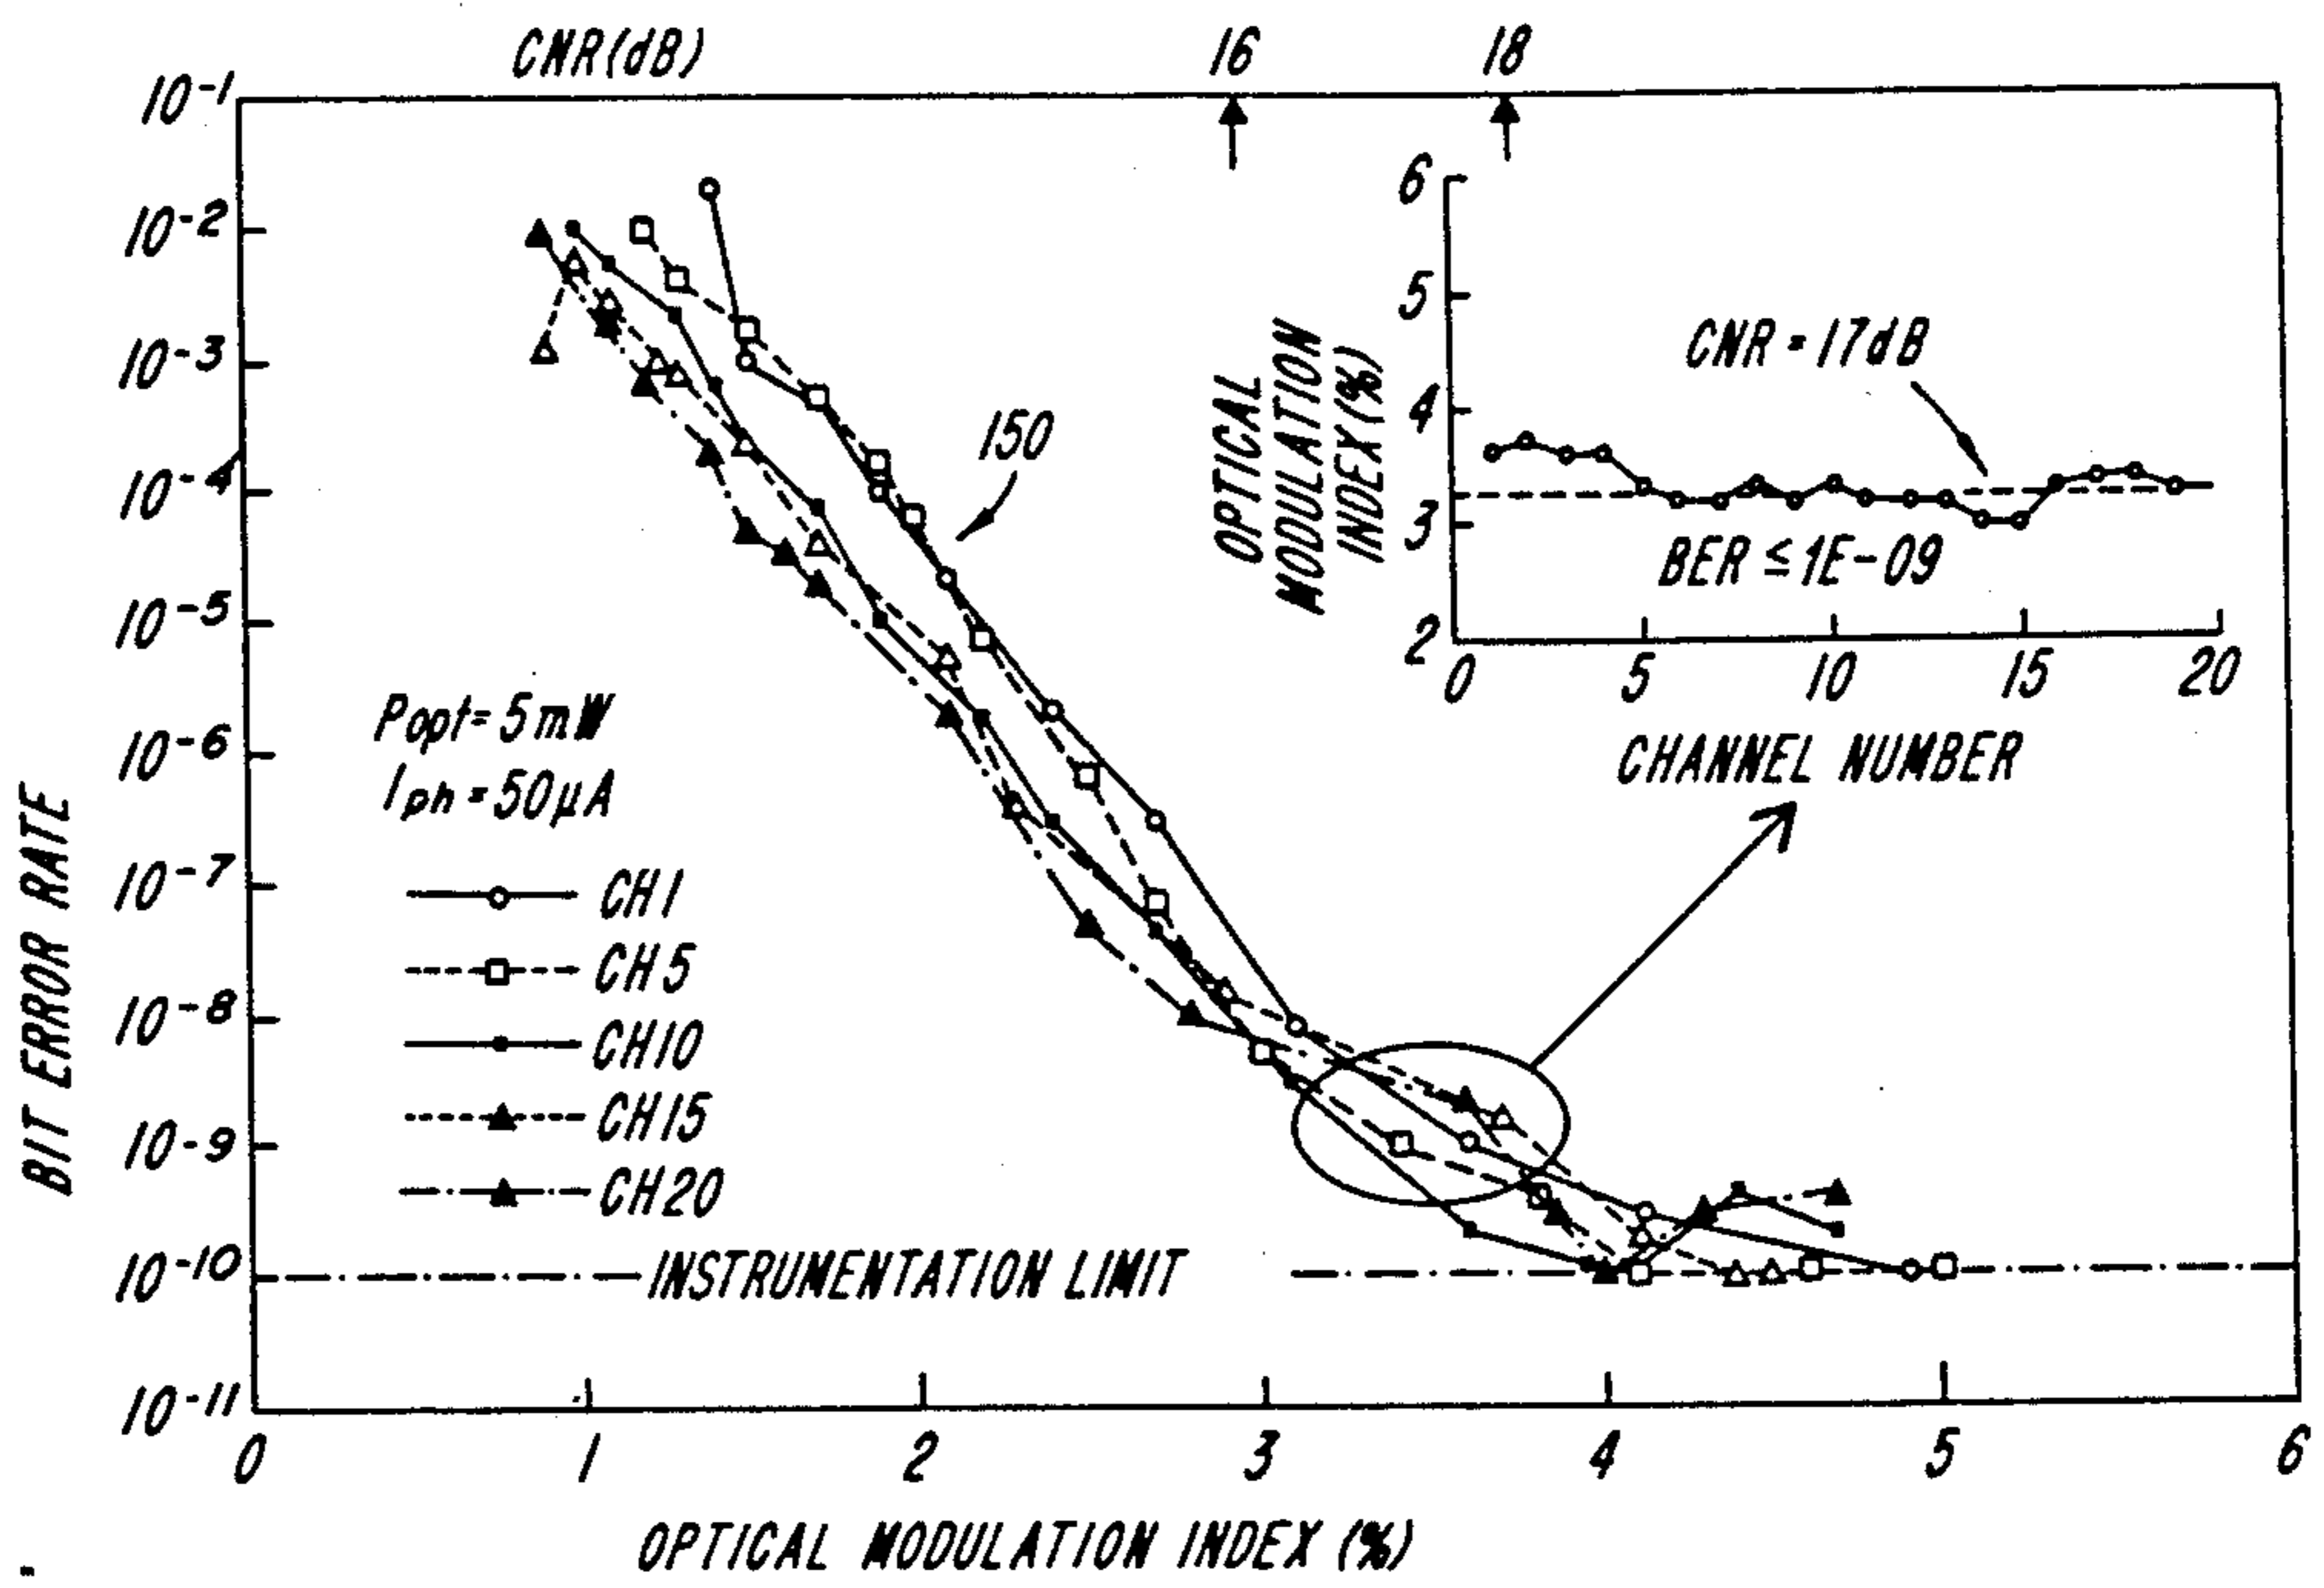 CNR(dB) 16 18
10-1
10-2
10-3
10-4
10-5
10-6
10-7
10-8
10-9
10-10
10-11
BIT ERROR RATE
0 1 2 3 4 5 6
OPTICAL MODULATION INDEX (%)
150
Popt = 5mW
Iph = 50μA
CH1
CH5
CH10
CH15
CH20
INSTRUMENTATION LIMIT
6
5
4
3
2
OPTICAL
MODULATION
INDEX (%)
CNR = 17dB
BER ≤ 1E-09
0 5 10 15 20
CHANNEL NUMBER